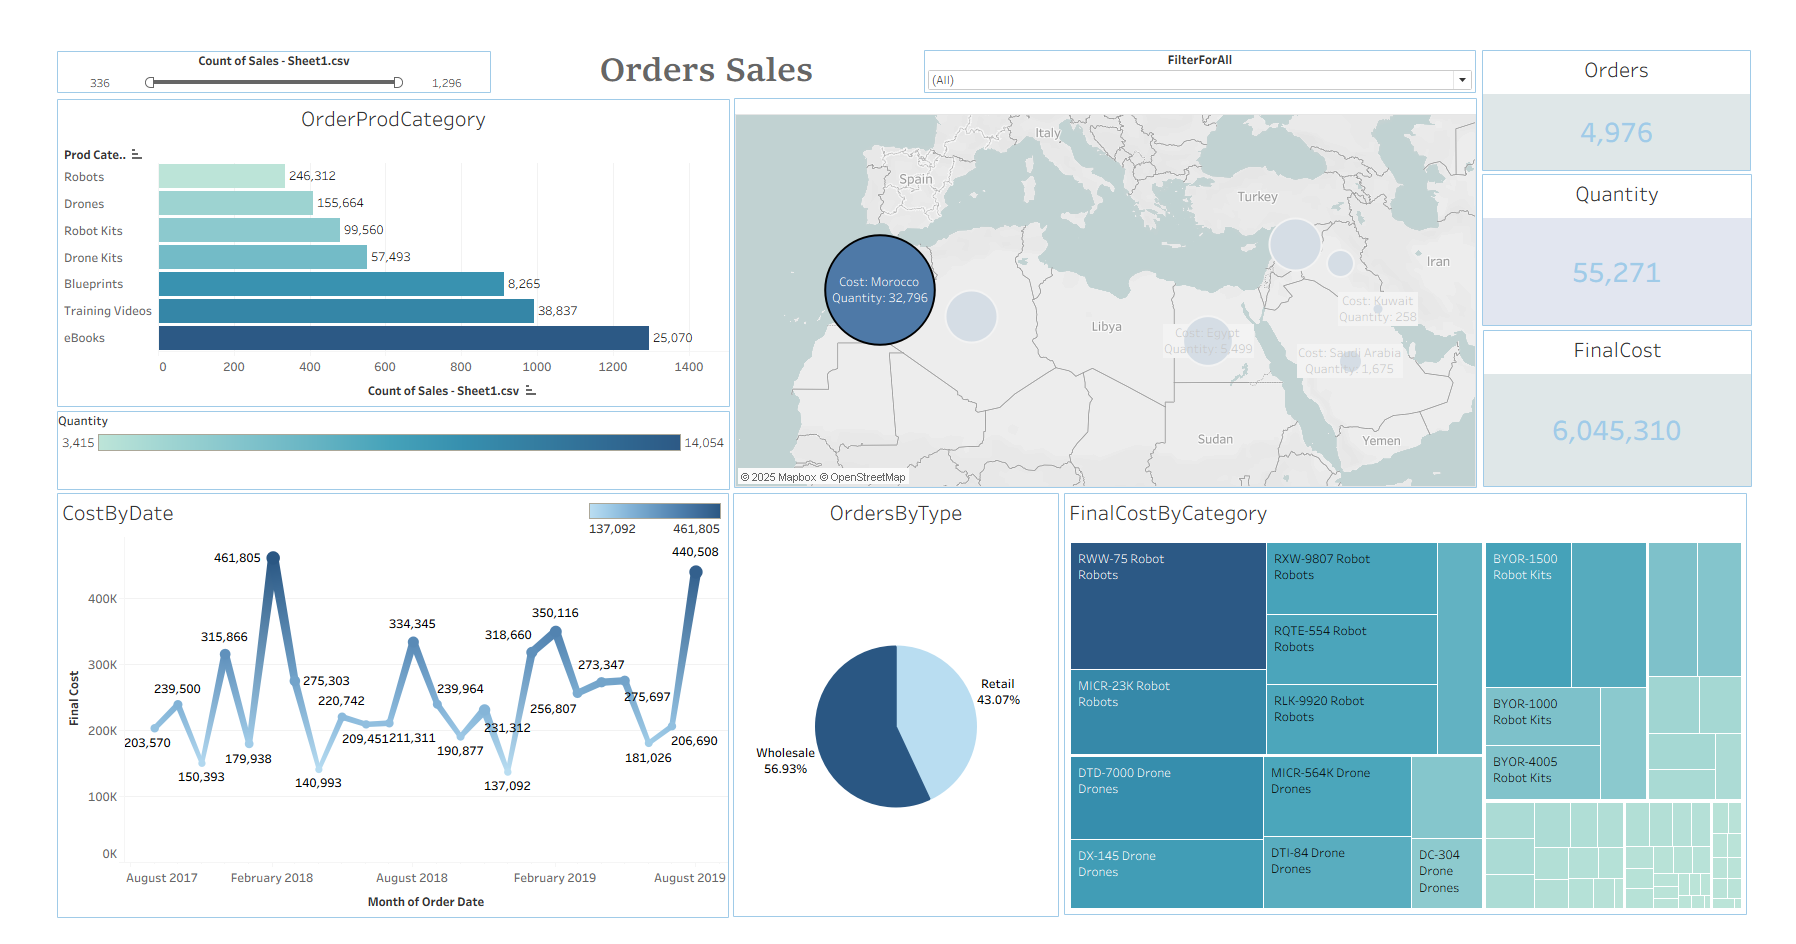 Count of Sales - Sheet1.csv
336
1,296
Orders Sales
FilterForAll
(All)
Orders
4,976
Quantity
55,271
FinalCost
6,045,310
OrderProdCategory
Prod Cate..
Robots
246,312
Drones
155,664
Robot Kits
99,560
Drone Kits
57,493
Blueprints
8,265
Training Videos
38,837
eBooks
25,070
0
200
400
600
800
1000
1200
1400
Count of Sales - Sheet1.csv
Quantity
3,415
14,054
Italy
Spain
Turkey
Iran
Cost: Morocco
Quantity: 32,796
Cost: Kuwait
Quantity: 258
Libya
Cost: Egypt
Quantity: 5,499
Cost: Saudi Arabia
Quantity: 1,675
Sudan
Yemen
© 2025 Mapbox © OpenStreetMap
CostByDate
137,092
461,805
461,805
440,508
400K
350,116
334,345
315,866
318,660
300K
273,347
275,303
239,500
239,964
275,697
220,742
256,807
200K
231,312
203,570
209,451
211,311
206,690
190,877
179,938
181,026
150,393
140,993
137,092
100K
0K
Final Cost
August 2017
February 2018
August 2018
February 2019
August 2019
Month of Order Date
OrdersByType
Retail
43.07%
Wholesale
56.93%
FinalCostByCategory
RWW-75 Robot
Robots
RXW-9807 Robot
Robots
BYOR-1500
Robot Kits
RQTE-554 Robot
Robots
MICR-23K Robot
Robots
RLK-9920 Robot
Robots
BYOR-1000
Robot Kits
BYOR-4005
Robot Kits
DTD-7000 Drone
Drones
MICR-564K Drone
Drones
DX-145 Drone
Drones
DTI-84 Drone
Drones
DC-304
Drone
Drones